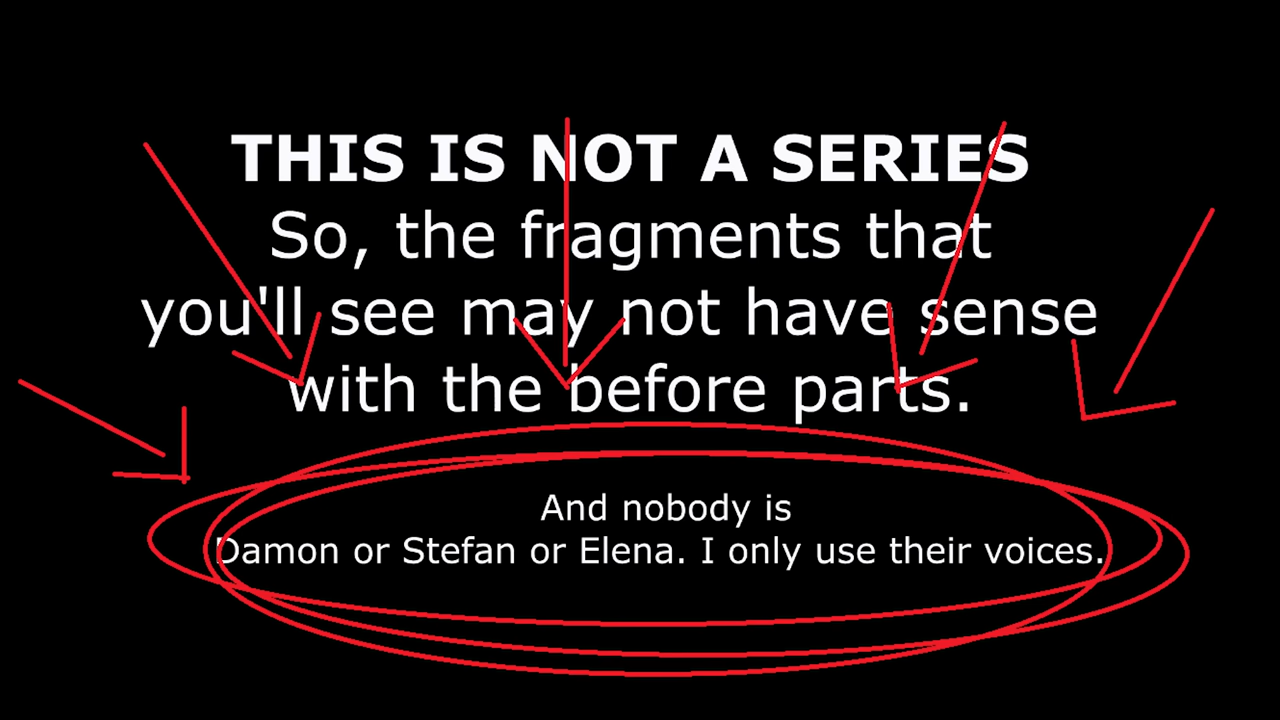 THIS IS NOT A SERIES
So, the fragments that
you'll see may not have sense
with the before parts.
And nobody is
Damon or Stefan or Elena. I only use their voices.